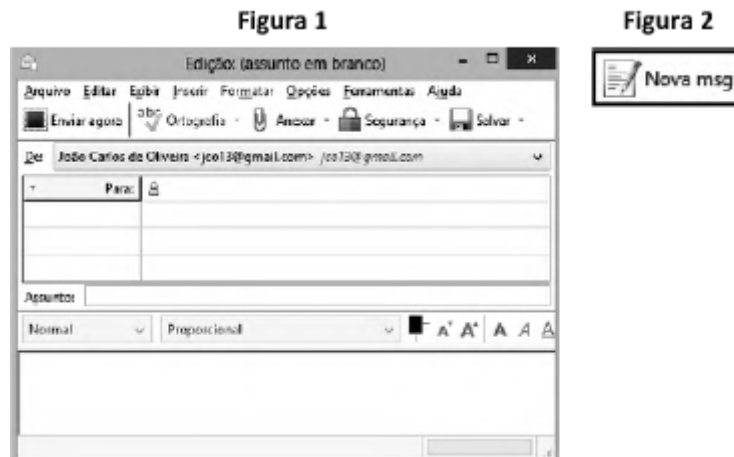 Figura 1
Figura 2
Edição: (assunto em branco)
Nova msg
Arquivo Editar Exibir Inserir Formatar Opções Ferramentas Ajuda
Enviar agora abc Ortografia Anexar Segurança Salvar
De: João Carlos de Oliveira <jco13@gmail.com> jco13@gmail.com
Para:
Assunto:
Normal Proporcional A A A A A